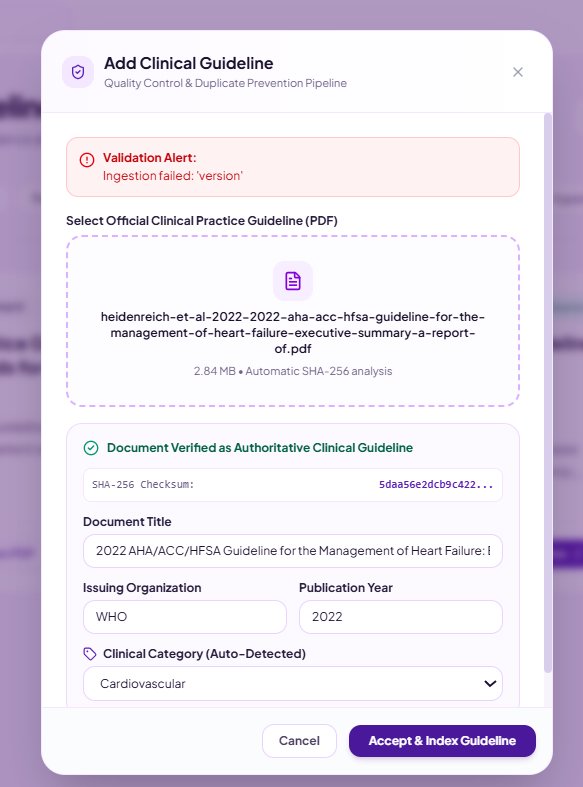 Add Clinical Guideline
Quality Control & Duplicate Prevention Pipeline
Validation Alert:
Ingestion failed: 'version'
Select Official Clinical Practice Guideline (PDF)
heidenreich-et-al-2022-2022-aha-acc-hfsa-guideline-for-the-
management-of-heart-failure-executive-summary-a-report-
of.pdf
2.84 MB • Automatic SHA-256 analysis
Document Verified as Authoritative Clinical Guideline
SHA-256 Checksum: 5daa56e2dcb9c422...
Document Title
2022 AHA/ACC/HFSA Guideline for the Management of Heart Failure:
Issuing Organization Publication Year
WHO 2022
Clinical Category (Auto-Detected)
Cardiovascular
Cancel Accept & Index Guideline